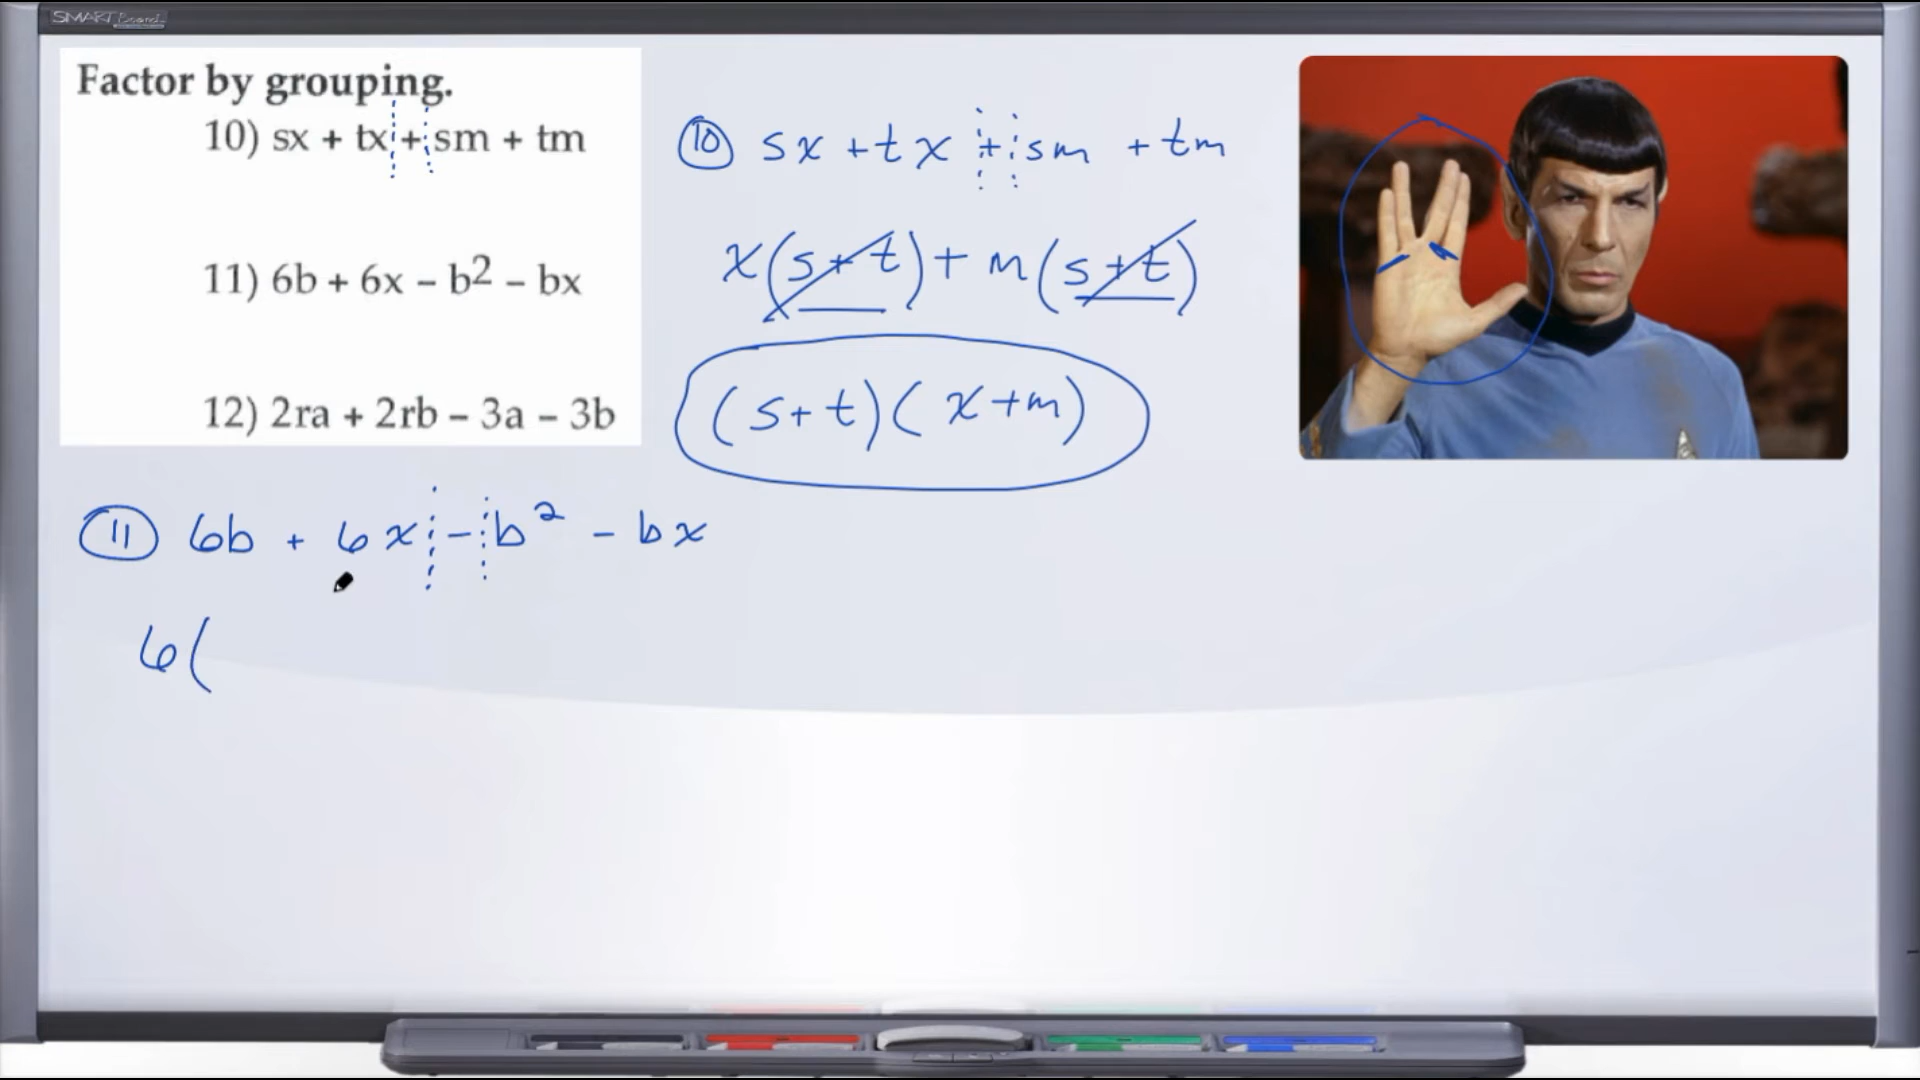 SMART Board
Factor by grouping.
10) sx + tx + sm + tm
11) 6b + 6x – b² – bx
12) 2ra + 2rb – 3a – 3b
⑩ sx + tx + sm + tm
x(s+t) + m(s+t)
(s+t)(x+m)
⑪ 6b + 6x - b² - bx
6(